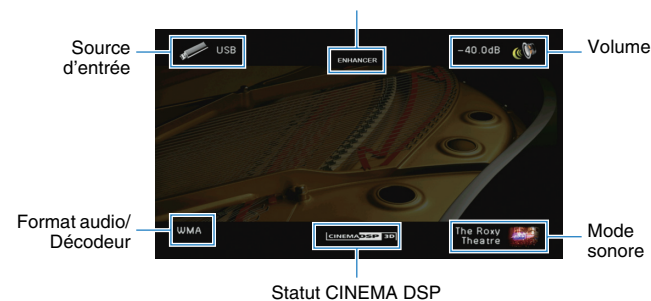 Source
d'entrée
USB
ENHANCER
-40.0dB
Volume
Format audio/
Décodeur
WMA
CINEMA DSP 3D
The Roxy
Theatre
Mode
sonore
Statut CINEMA DSP